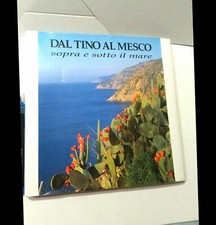 DAL TINO AL MESCO
sopra e sotto il mare